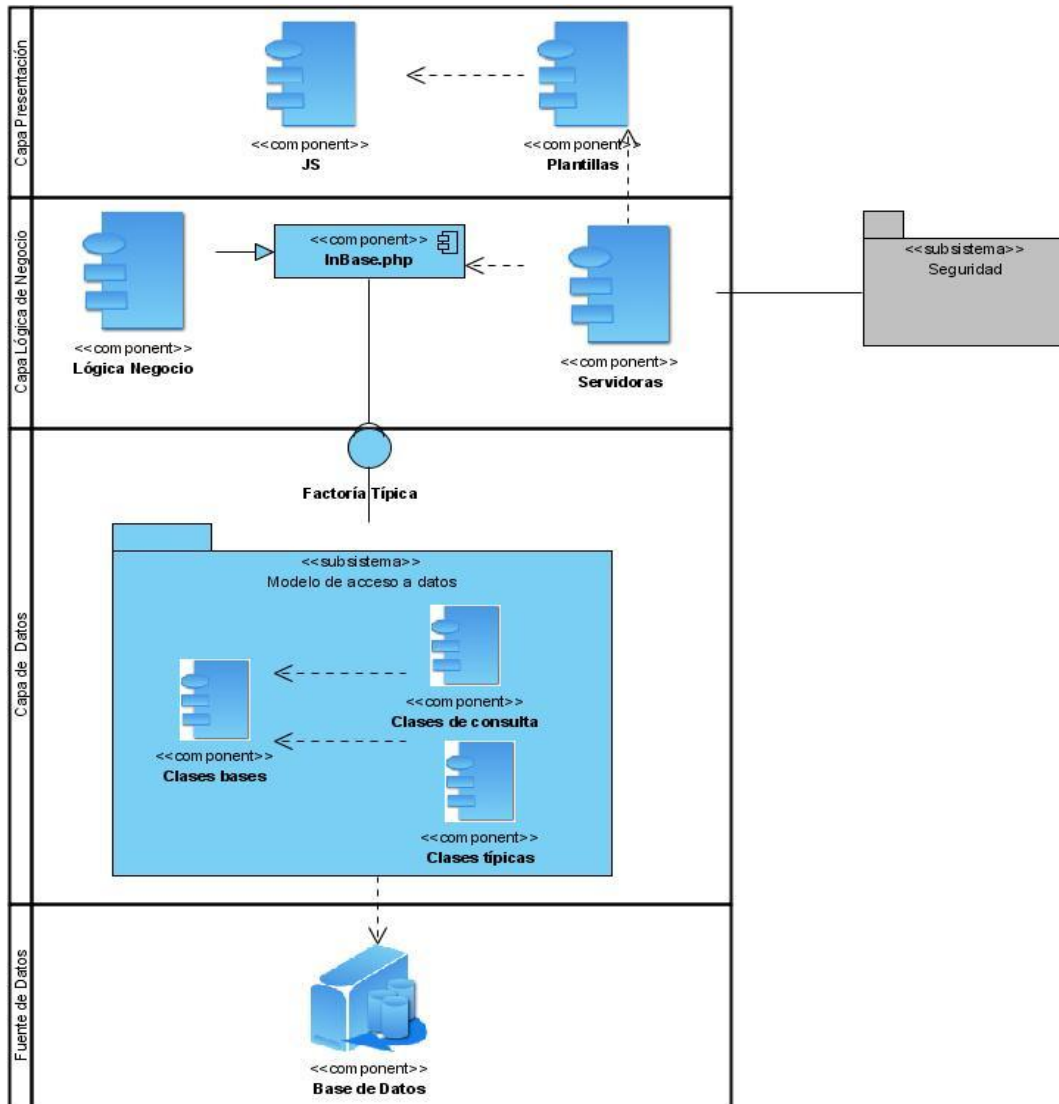 Capa Presentación
<<component>>
JS
<<component>>
Plantillas
Capa Lógica de Negocio
<<component>>
Lógica Negocio
<<component>>
InBase.php
<<component>>
Servidoras
<<subsistema>>
Seguridad
Capa de Datos
Factoría Típica
<<subsistema>>
Modelo de acceso a datos
<<component>>
Clases de consulta
<<component>>
Clases bases
<<component>>
Clases típicas
Fuente de Datos
<<component>>
Base de Datos